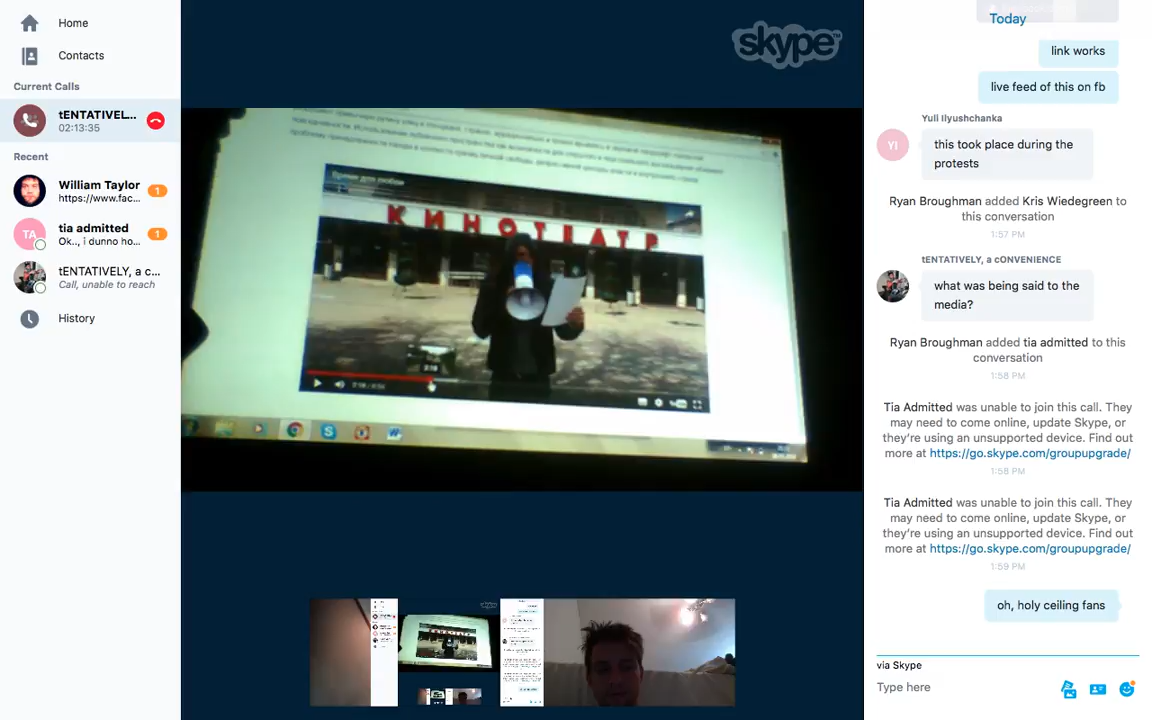 Home
Contacts
Current Calls
tENTATIVEL...
02:13:35
Recent
William Taylor
https://www.fac...
1
TA
tia admitted
Ok.., i dunno ho...
1
tENTATIVELY, a c...
Call, unable to reach
History
skype™
Время для любви
КИНОТЕАТР
2:18
Today
link works
live feed of this on fb
Yuli Ilyushchanka
YI
this took place during the
protests
Ryan Broughman added Kris Wiedegreen to
this conversation
1:57 PM
tENTATIVELY, a cONVENIENCE
what was being said to the
media?
Ryan Broughman added tia admitted to this
conversation
1:58 PM
Tia Admitted was unable to join this call. They
may need to come online, update Skype, or
they're using an unsupported device. Find out
more at https://go.skype.com/groupupgrade/
1:58 PM
Tia Admitted was unable to join this call. They
may need to come online, update Skype, or
they're using an unsupported device. Find out
more at https://go.skype.com/groupupgrade/
1:59 PM
oh, holy ceiling fans
via Skype
Type here